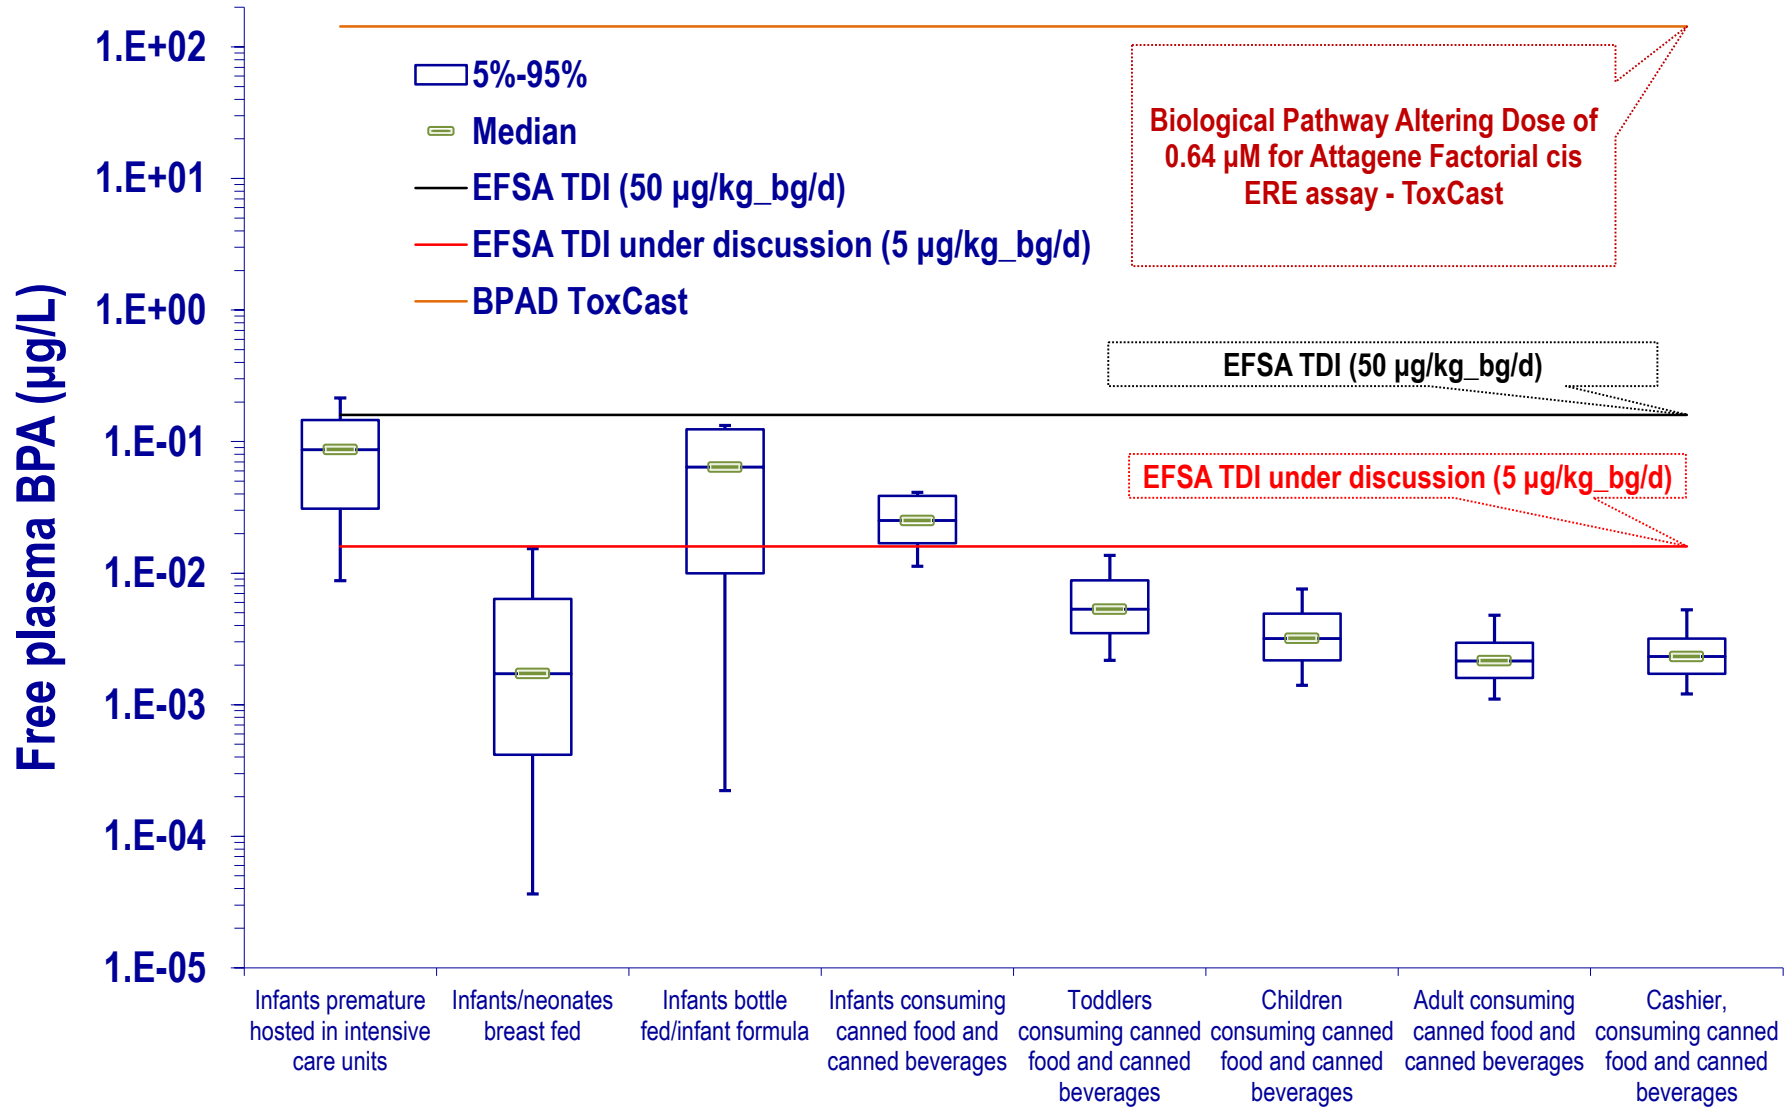 1.E+02
1.E+01
1.E+00
1.E-01
1.E-02
1.E-03
1.E-04
1.E-05
Free plasma BPA (µg/L)
5%-95%
Median
EFSA TDI (50 µg/kg_bg/d)
EFSA TDI under discussion (5 µg/kg_bg/d)
BPAD ToxCast
Biological Pathway Altering Dose of
0.64 µM for Attagene Factorial cis
ERE assay - ToxCast
EFSA TDI (50 µg/kg_bg/d)
EFSA TDI under discussion (5 µg/kg_bg/d)
Infants premature
hosted in intensive
care units
Infants/neonates
breast fed
Infants bottle
fed/infant formula
Infants consuming
canned food and
canned beverages
Toddlers
consuming canned
food and canned
beverages
Children
consuming canned
food and canned
beverages
Adult consuming
canned food and
canned beverages
Cashier,
consuming canned
food and canned
beverages